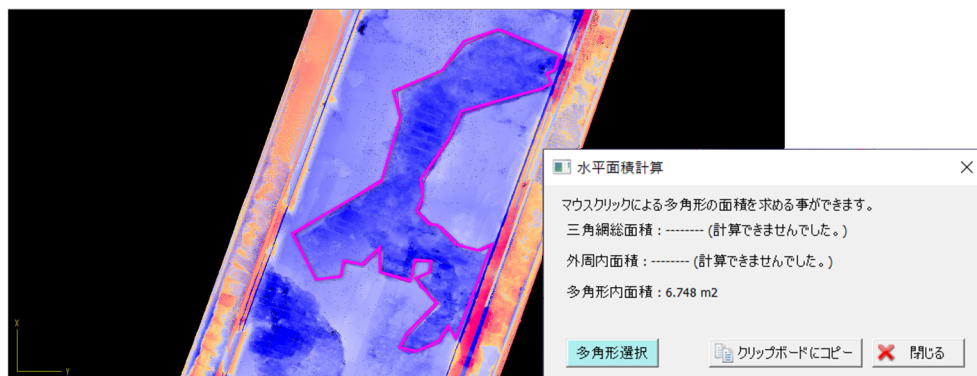 水平面積計算
マウスクリックによる多角形の面積を求める事ができます。
三角網総面積：-------- (計算できませんでした。)
外周内面積：-------- (計算できませんでした。)
多角形内面積：6.748 m2
多角形選択 クリップボードにコピー 閉じる
X
Y